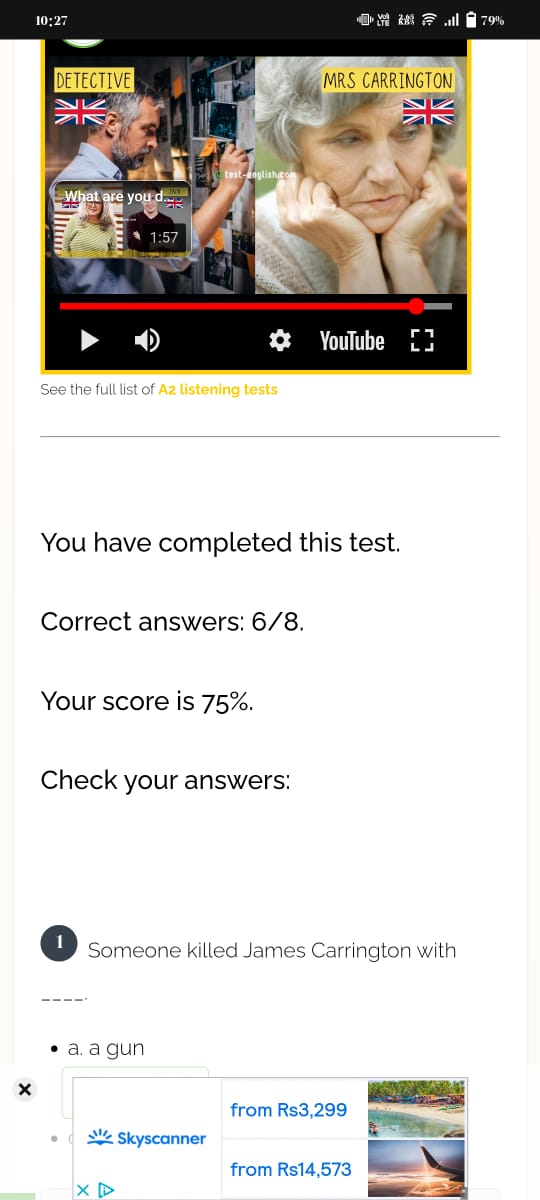 10:27
79%
DETECTIVE
MRS CARRINGTON
test-english.com
What are you d...
1:57
YouTube
See the full list of A2 listening tests
You have completed this test.
Correct answers: 6/8.
Your score is 75%.
Check your answers:
1
Someone killed James Carrington with
____.
a. a gun
from Rs3,299
Skyscanner
from Rs14,573